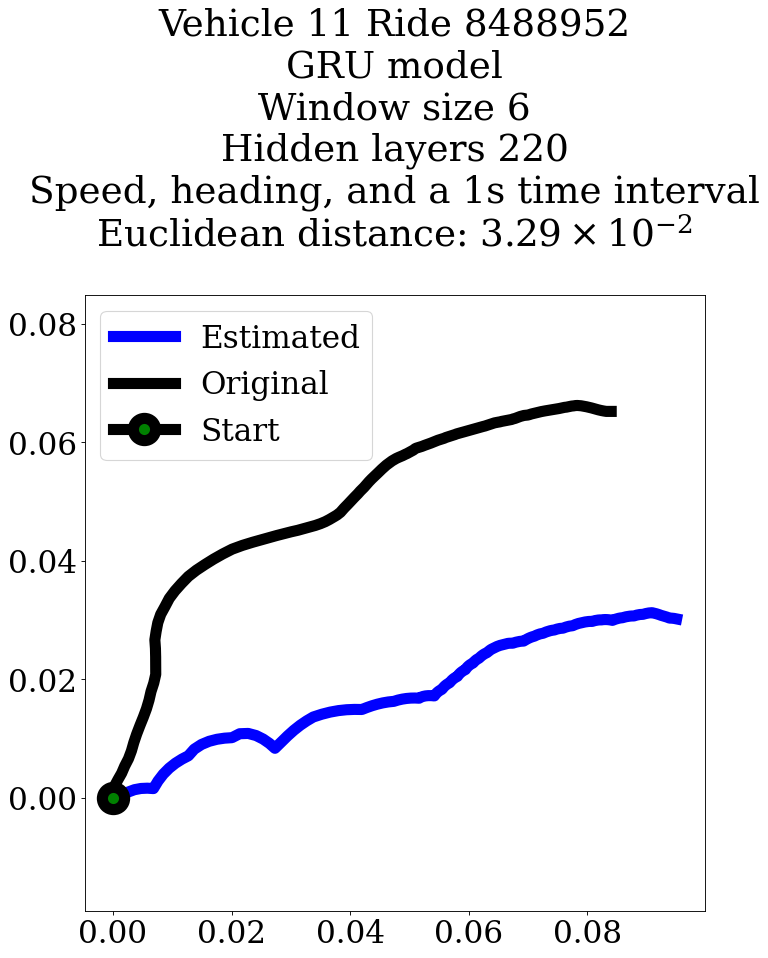 Vehicle 11 Ride 8488952
GRU model
Window size 6
Hidden layers 220
Speed, heading, and a 1s time interval
Euclidean distance: 3.29 × 10⁻²
Estimated
Original
Start
0.08
0.06
0.04
0.02
0.00
0.00 0.02 0.04 0.06 0.08